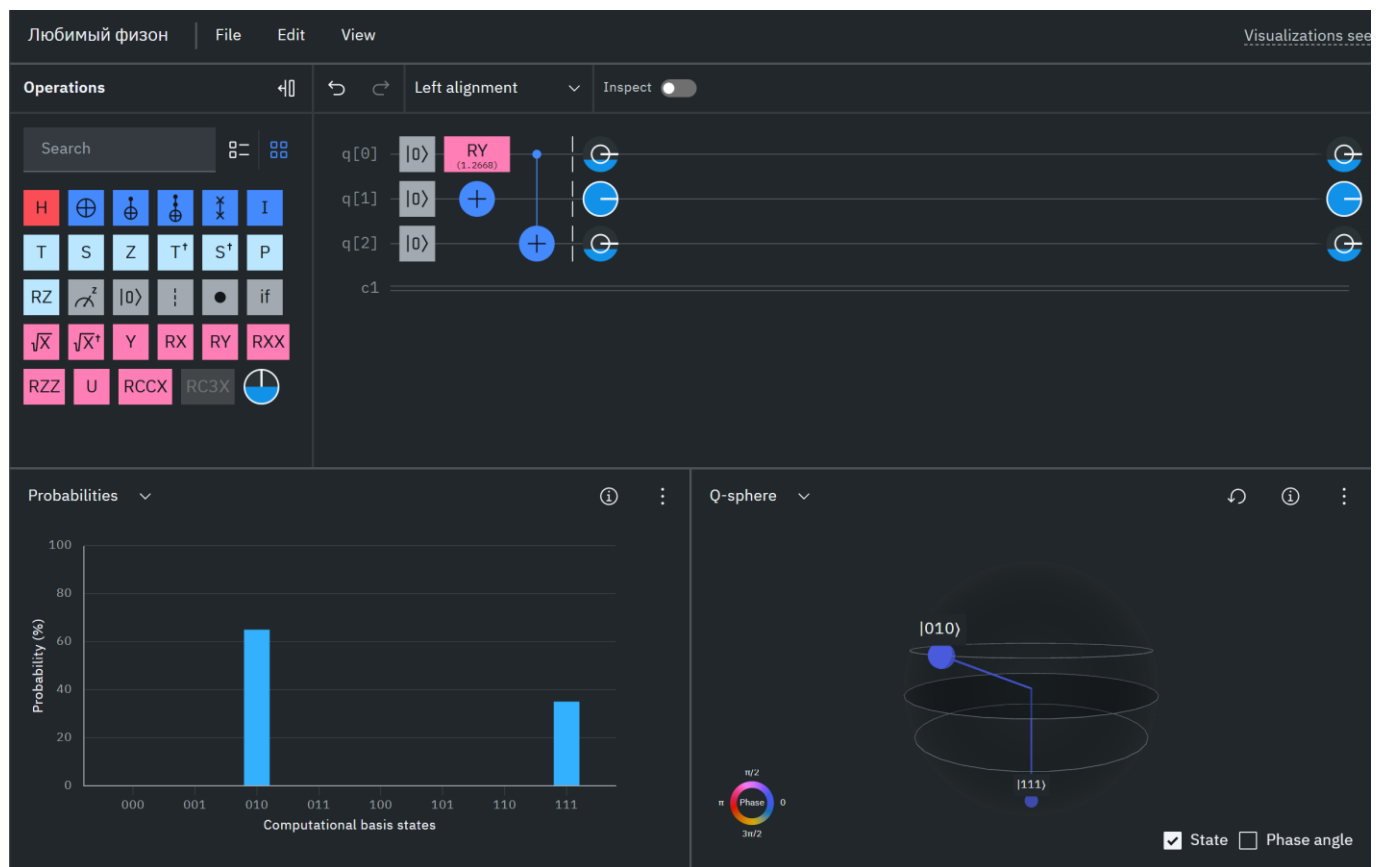 Любимый физон File Edit View Visualizations see
Operations Left alignment Inspect
Search
q[0] |0⟩ RY (1.2668)
q[1] |0⟩ +
q[2] |0⟩ +
c1
H I
T S Z T† S† P
RZ z |0⟩ if
√X √X† Y RX RY RXX
RZZ U RCCX RC3X
Probabilities
Probability (%)
100
80
60
40
20
0
000 001 010 011 100 101 110 111
Computational basis states
Q-sphere
|010⟩
|111⟩
π/2
π Phase 0
3π/2
State Phase angle